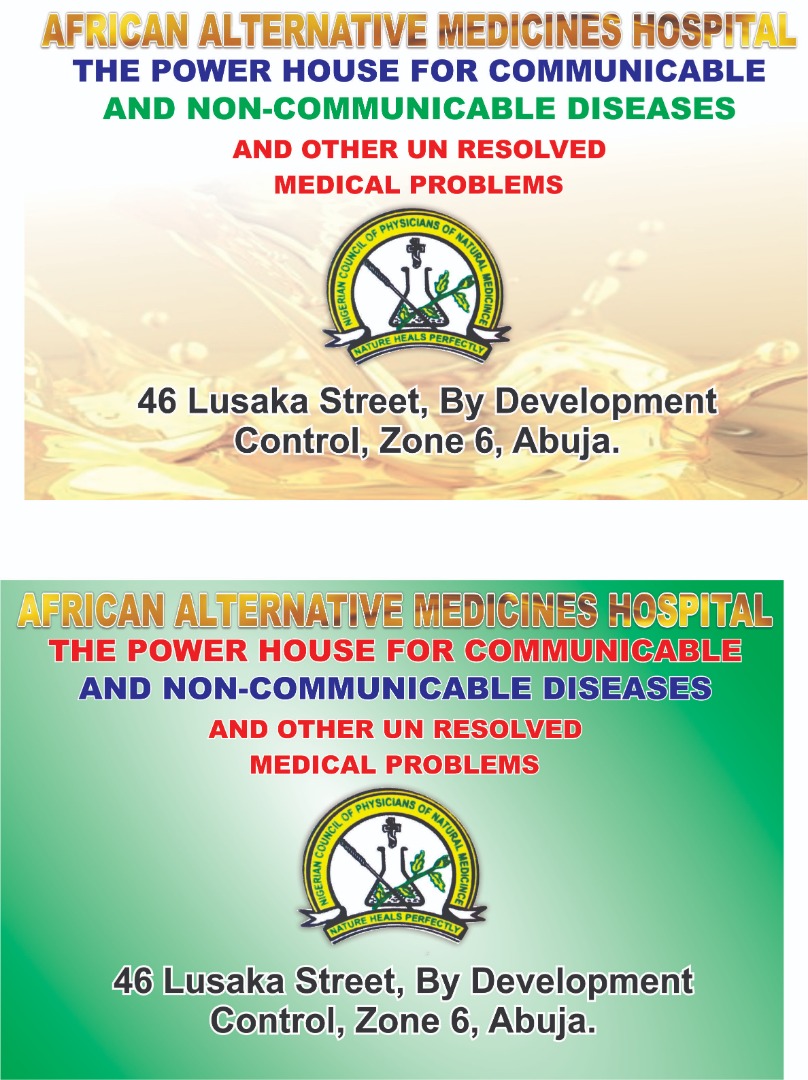 AFRICAN ALTERNATIVE MEDICINES HOSPITAL
THE POWER HOUSE FOR COMMUNICABLE
AND NON-COMMUNICABLE DISEASES
AND OTHER UN RESOLVED
MEDICAL PROBLEMS
NIGERIAN COUNCIL OF PHYSICIANS OF NATURAL MEDICINCE
NATURE HEALS PERFECTLY
46 Lusaka Street, By Development
Control, Zone 6, Abuja.
AFRICAN ALTERNATIVE MEDICINES HOSPITAL
THE POWER HOUSE FOR COMMUNICABLE
AND NON-COMMUNICABLE DISEASES
AND OTHER UN RESOLVED
MEDICAL PROBLEMS
NIGERIAN COUNCIL OF PHYSICIANS OF NATURAL MEDICINCE
NATURE HEALS PERFECTLY
46 Lusaka Street, By Development
Control, Zone 6, Abuja.